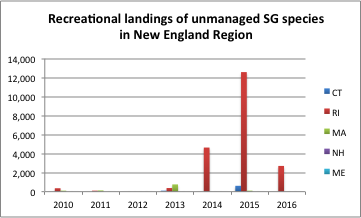 Recreational landings of unmanaged SG species
in New England Region
14,000
12,000
10,000
8,000
6,000
4,000
2,000
0
2010 2011 2012 2013 2014 2015 2016
CT
RI
MA
NH
ME